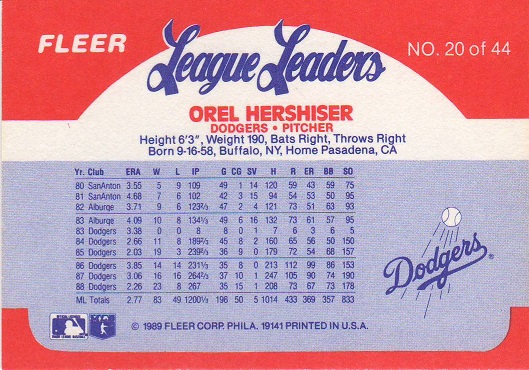 FLEER
League Leaders
NO. 20 of 44
OREL HERSHISER
DODGERS • PITCHER
Height 6'3", Weight 190, Bats Right, Throws Right
Born 9-16-58, Buffalo, NY, Home Pasadena, CA
Yr. Club ERA W L IP G CG SV H R ER BB SO
80 SanAnton 3.55 5 9 109 49 1 14 120 59 43 59 75
81 SanAnton 4.68 7 6 102 42 3 15 94 54 53 50 95
82 Alburqe 3.71 9 6 123⅔ 47 2 4 121 73 51 63 93
83 Alburqe 4.09 10 8 134⅓ 49 6 16 132 73 61 57 95
83 Dodgers 3.38 0 0 8 8 0 1 7 6 3 6 5
84 Dodgers 2.66 11 8 189⅔ 45 8 2 160 65 56 50 150
85 Dodgers 2.03 19 3 239⅔ 36 9 0 179 72 54 68 157
86 Dodgers 3.85 14 14 231⅓ 35 8 0 213 112 99 86 153
87 Dodgers 3.06 16 16 264⅔ 37 10 1 247 105 90 74 190
88 Dodgers 2.26 23 8 267 35 15 1 208 73 67 73 178
ML Totals 2.77 83 49 1200⅓ 196 50 5 1014 433 369 357 833
Dodgers
© 1989 FLEER CORP. PHILA. 19141 PRINTED IN U.S.A.